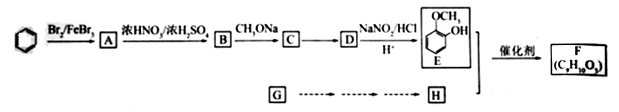 Br₂/FeBr₃ A 浓HNO₃/浓H₂SO₄ B CH₃ONa C D NaNO₂/HCl H⁺ OCH₃ OH E 催化剂 F (C₉H₁₀O₃)
G H